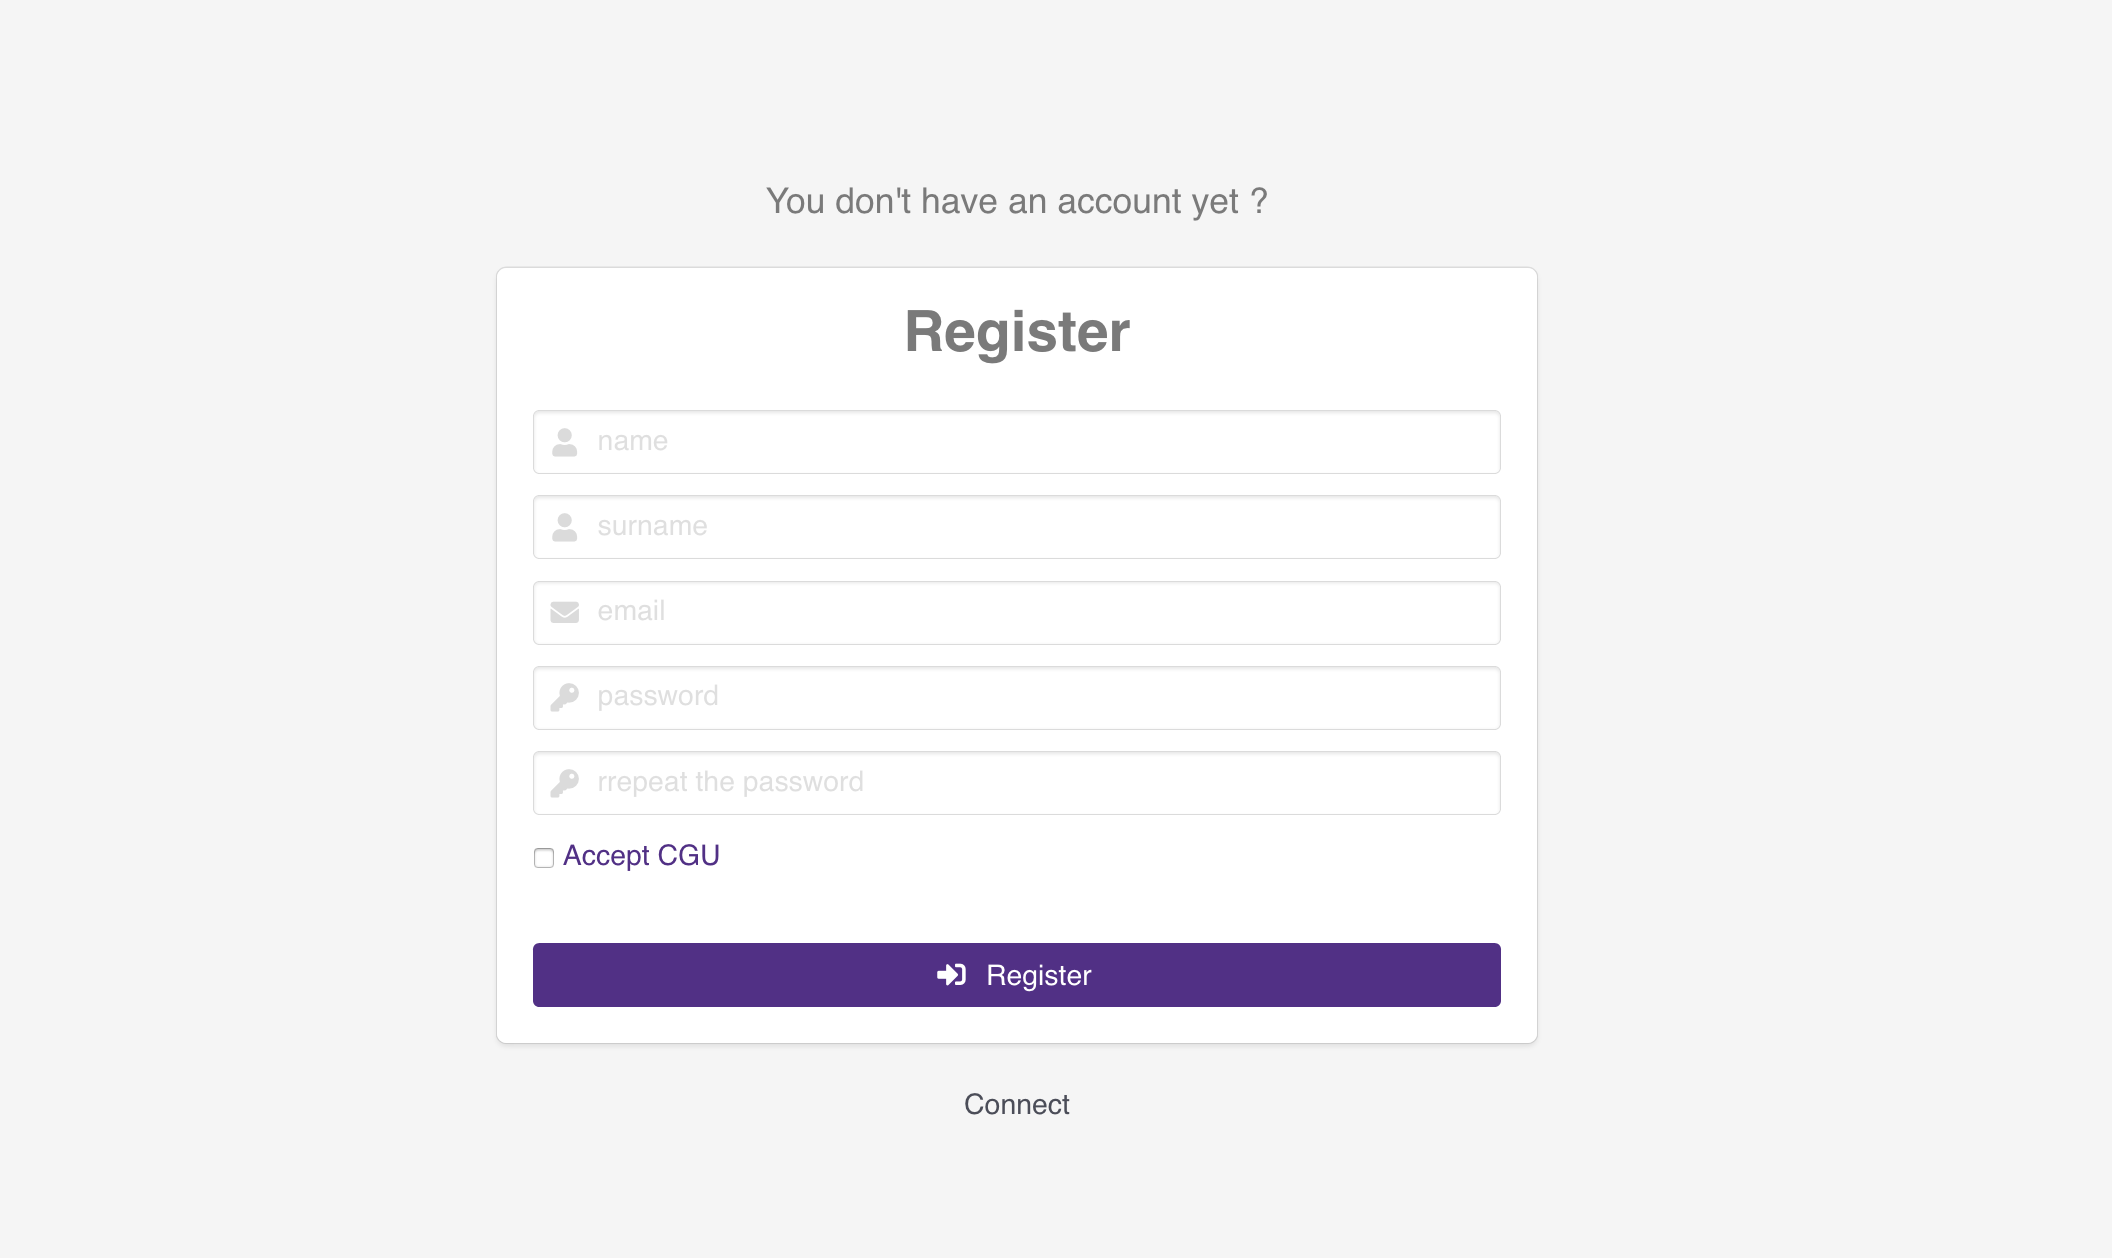 You don't have an account yet ?
Register
name
surname
email
password
rrepeat the password
Accept CGU
Register
Connect